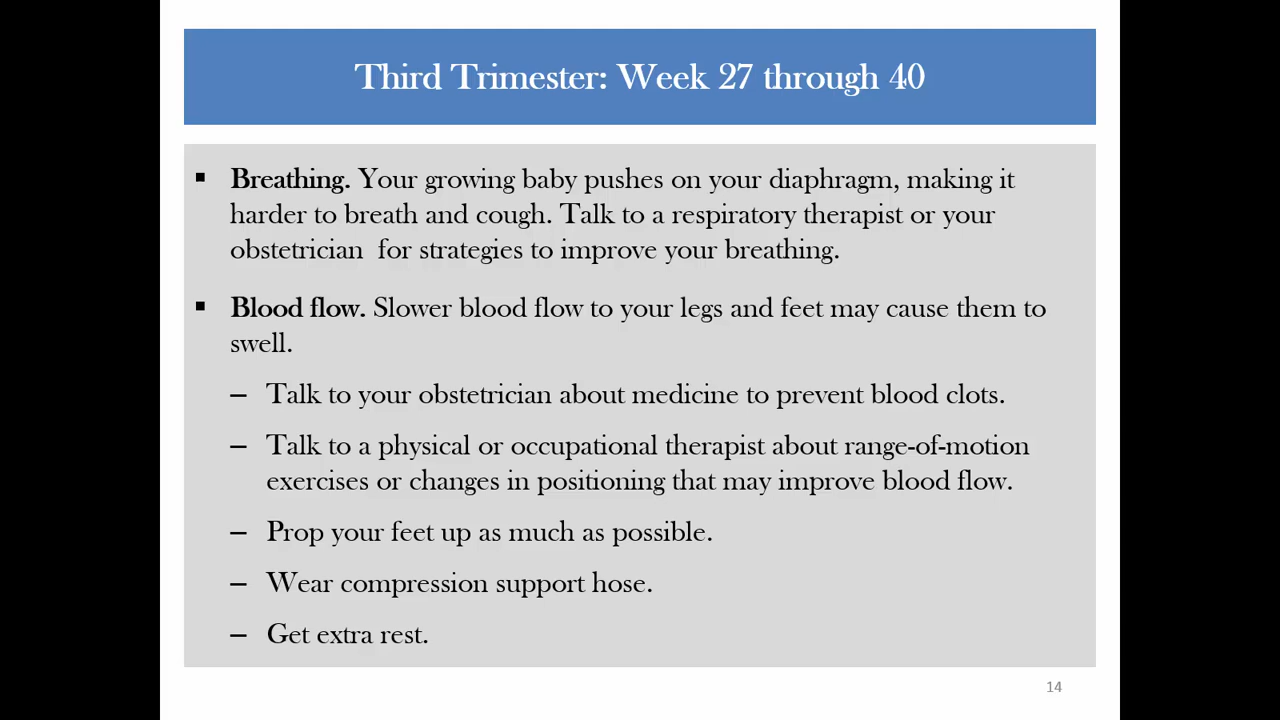 Third Trimester: Week 27 through 40
▪ Breathing. Your growing baby pushes on your diaphragm, making it
harder to breath and cough. Talk to a respiratory therapist or your
obstetrician  for strategies to improve your breathing.
▪ Blood flow. Slower blood flow to your legs and feet may cause them to
swell.
– Talk to your obstetrician about medicine to prevent blood clots.
– Talk to a physical or occupational therapist about range-of-motion
exercises or changes in positioning that may improve blood flow.
– Prop your feet up as much as possible.
– Wear compression support hose.
– Get extra rest.
14